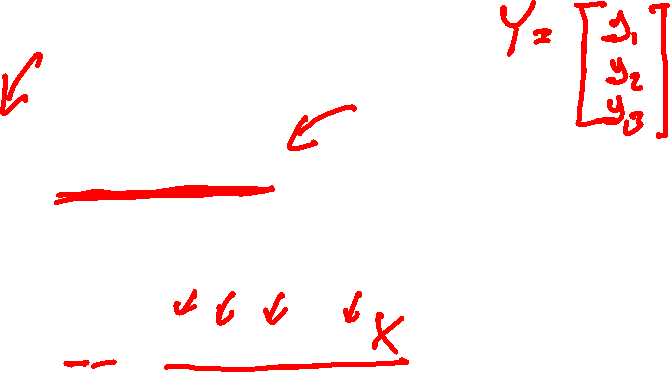 Y = [y₁
y₂
y₃]
X